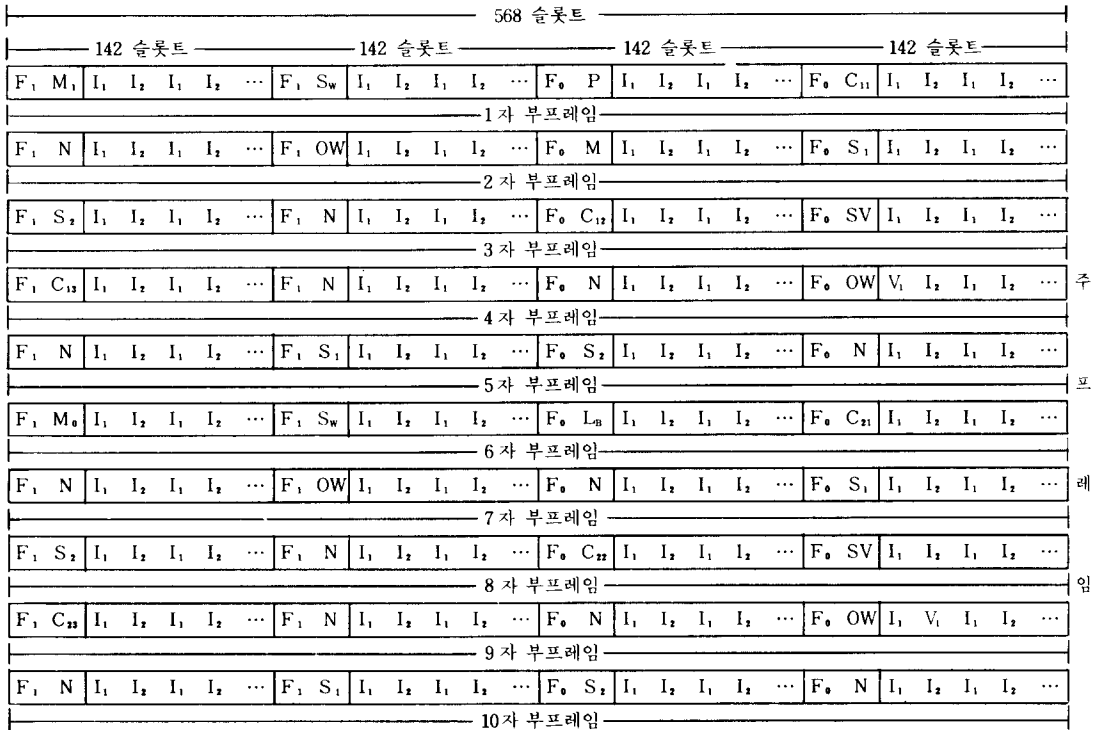 568 슬롯트
142 슬롯트 142 슬롯트 142 슬롯트 142 슬롯트
F₁ M₁ I₁ I₂ I₁ I₂ … F₁ S_W I₁ I₂ I₁ I₂ … F₀ P I₁ I₂ I₁ I₂ … F₀ C₁₁ I₁ I₂ I₁ I₂ …
1차 부프레임
F₁ N I₁ I₂ I₁ I₂ … F₁ OW I₁ I₂ I₁ I₂ … F₀ M I₁ I₂ I₁ I₂ … F₀ S₁ I₁ I₂ I₁ I₂ …
2차 부프레임
F₁ S₂ I₁ I₂ I₁ I₂ … F₁ N I₁ I₂ I₁ I₂ … F₀ C₁₂ I₁ I₂ I₁ I₂ … F₀ SV I₁ I₂ I₁ I₂ …
3차 부프레임
F₁ C₁₃ I₁ I₂ I₁ I₂ … F₁ N I₁ I₂ I₁ I₂ … F₀ N I₁ I₂ I₁ I₂ … F₀ OW V₁ I₂ I₁ I₂ … 주
4차 부프레임
F₁ N I₁ I₂ I₁ I₂ … F₁ S₁ I₁ I₂ I₁ I₂ … F₀ S₂ I₁ I₂ I₁ I₂ … F₀ N I₁ I₂ I₁ I₂ …
5차 부프레임 프
F₁ M₀ I₁ I₂ I₁ I₂ … F₁ S_W I₁ I₂ I₁ I₂ … F₀ L_B I₁ I₂ I₁ I₂ … F₀ C₂₁ I₁ I₂ I₁ I₂ …
6차 부프레임
F₁ N I₁ I₂ I₁ I₂ … F₁ OW I₁ I₂ I₁ I₂ … F₀ N I₁ I₂ I₁ I₂ … F₀ S₁ I₁ I₂ I₁ I₂ … 레
7차 부프레임
F₁ S₂ I₁ I₂ I₁ I₂ … F₁ N I₁ I₂ I₁ I₂ … F₀ C₂₂ I₁ I₂ I₁ I₂ … F₀ SV I₁ I₂ I₁ I₂ …
8차 부프레임 임
F₁ C₂₃ I₁ I₂ I₁ I₂ … F₁ N I₁ I₂ I₁ I₂ … F₀ N I₁ I₂ I₁ I₂ … F₀ OW I₁ V₁ I₁ I₂ …
9차 부프레임
F₁ N I₁ I₂ I₁ I₂ … F₁ S₁ I₁ I₂ I₁ I₂ … F₀ S₂ I₁ I₂ I₁ I₂ … F₀ N I₁ I₂ I₁ I₂ …
10차 부프레임